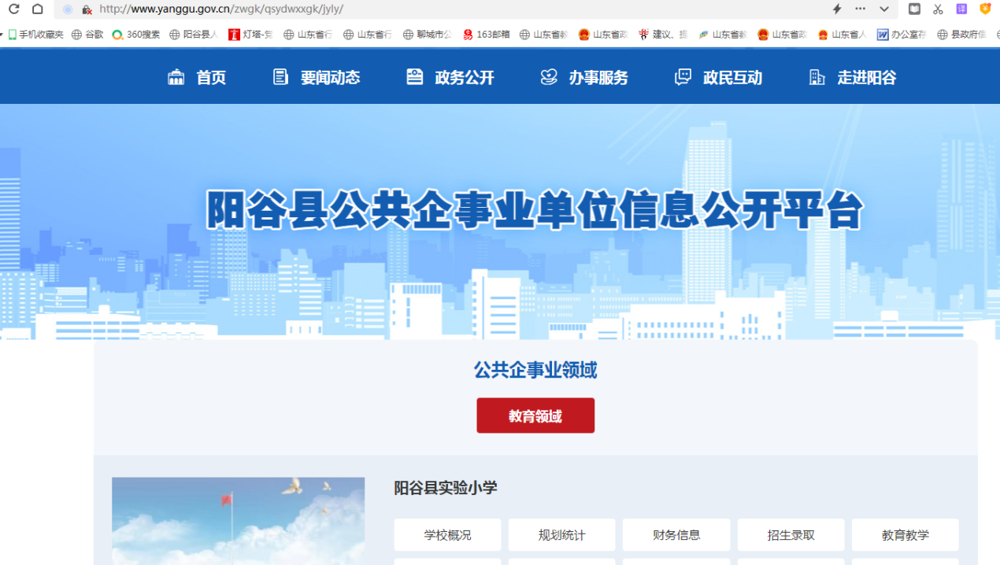 http://www.yanggu.gov.cn/zwgk/qsydwxxgk/jyly/
手机收藏夹 谷歌 360搜索 阳谷县人 灯塔-党 山东省行 山东省行 聊城市公 163邮箱 山东省教 山东省政 建议、提 山东省教 山东省政 山东省人 办公室存 县政府信
首页 要闻动态 政务公开 办事服务 政民互动 走进阳谷
阳谷县公共企事业单位信息公开平台
公共企事业领域
教育领域
阳谷县实验小学
学校概况 规划统计 财务信息 招生录取 教育教学